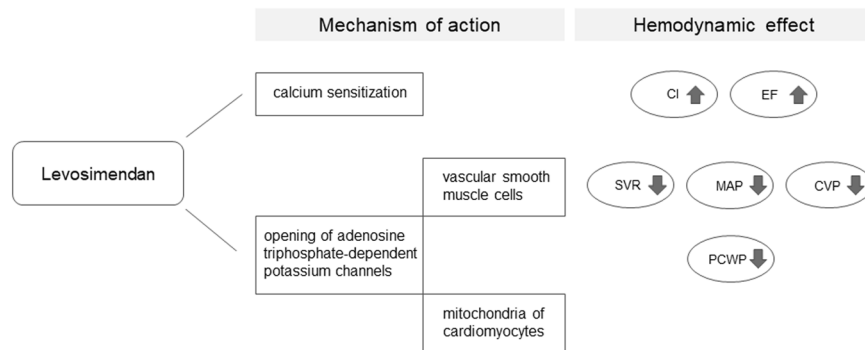 Mechanism of action
Hemodynamic effect
calcium sensitization
CI
EF
Levosimendan
vascular smooth
muscle cells
SVR
MAP
CVP
opening of adenosine
triphosphate-dependent
potassium channels
PCWP
mitochondria of
cardiomyocytes